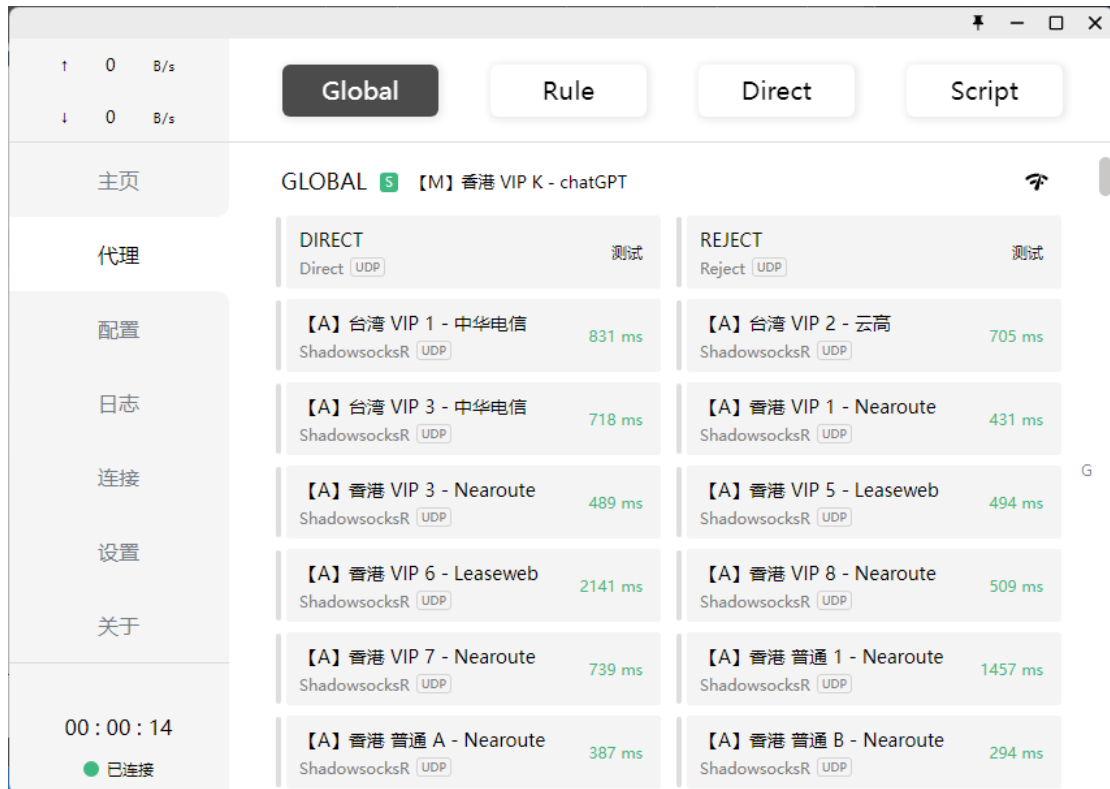 ↑ 0 B/s
↓ 0 B/s
主页
代理
配置
日志
连接
设置
关于
00 : 00 : 14
已连接
Global Rule Direct Script
GLOBAL S 【M】香港 VIP K - chatGPT
DIRECT
Direct UDP
测试
REJECT
Reject UDP
测试
【A】台湾 VIP 1 - 中华电信
ShadowsocksR UDP
831 ms
【A】台湾 VIP 2 - 云高
ShadowsocksR UDP
705 ms
【A】台湾 VIP 3 - 中华电信
ShadowsocksR UDP
718 ms
【A】香港 VIP 1 - Nearoute
ShadowsocksR UDP
431 ms
【A】香港 VIP 3 - Nearoute
ShadowsocksR UDP
489 ms
【A】香港 VIP 5 - Leaseweb
ShadowsocksR UDP
494 ms
【A】香港 VIP 6 - Leaseweb
ShadowsocksR UDP
2141 ms
【A】香港 VIP 8 - Nearoute
ShadowsocksR UDP
509 ms
【A】香港 VIP 7 - Nearoute
ShadowsocksR UDP
739 ms
【A】香港 普通 1 - Nearoute
ShadowsocksR UDP
1457 ms
【A】香港 普通 A - Nearoute
ShadowsocksR UDP
387 ms
【A】香港 普通 B - Nearoute
ShadowsocksR UDP
294 ms
G